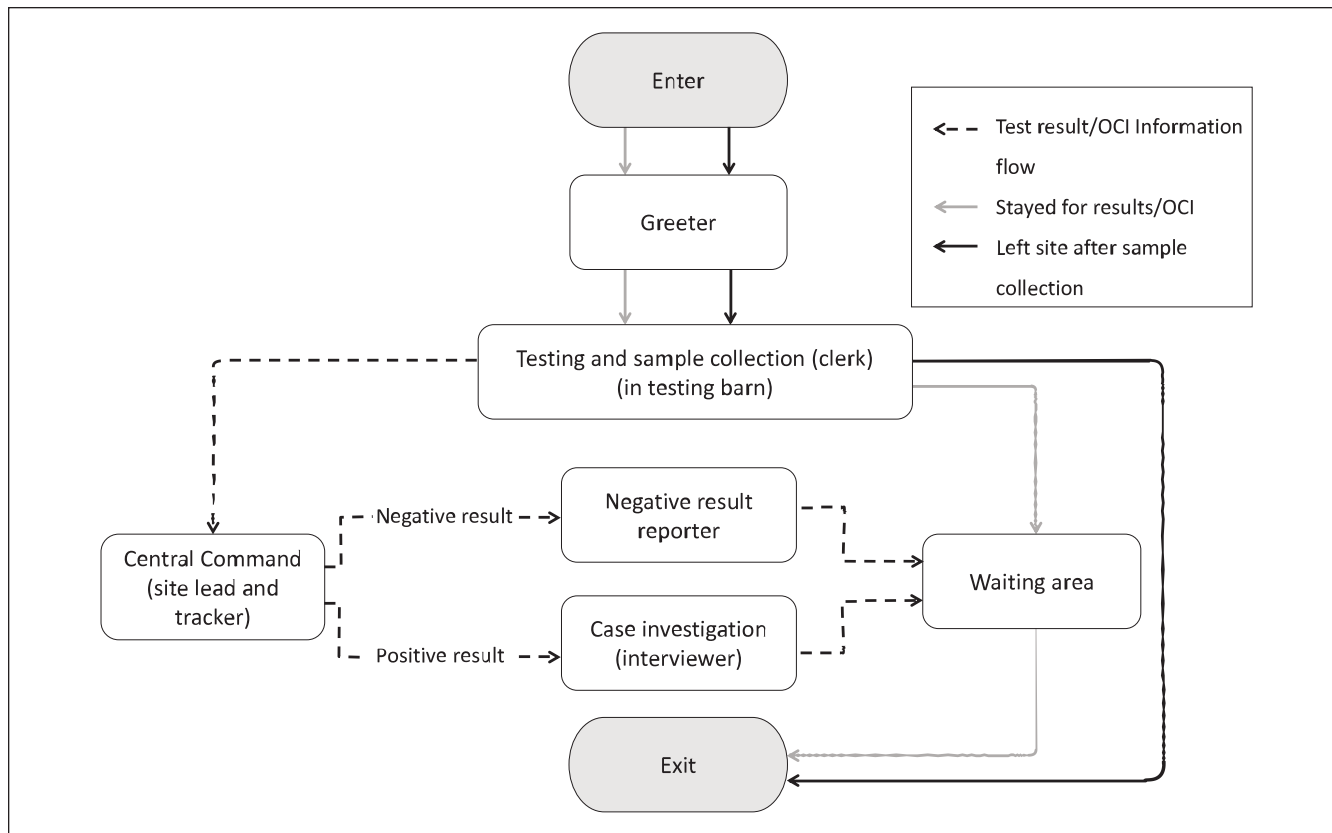 Enter
Test result/OCI Information
flow
Stayed for results/OCI
Left site after sample
collection
Greeter
Testing and sample collection (clerk)
(in testing barn)
Negative result
Negative result
reporter
Central Command
(site lead and
tracker)
Waiting area
Positive result
Case investigation
(interviewer)
Exit